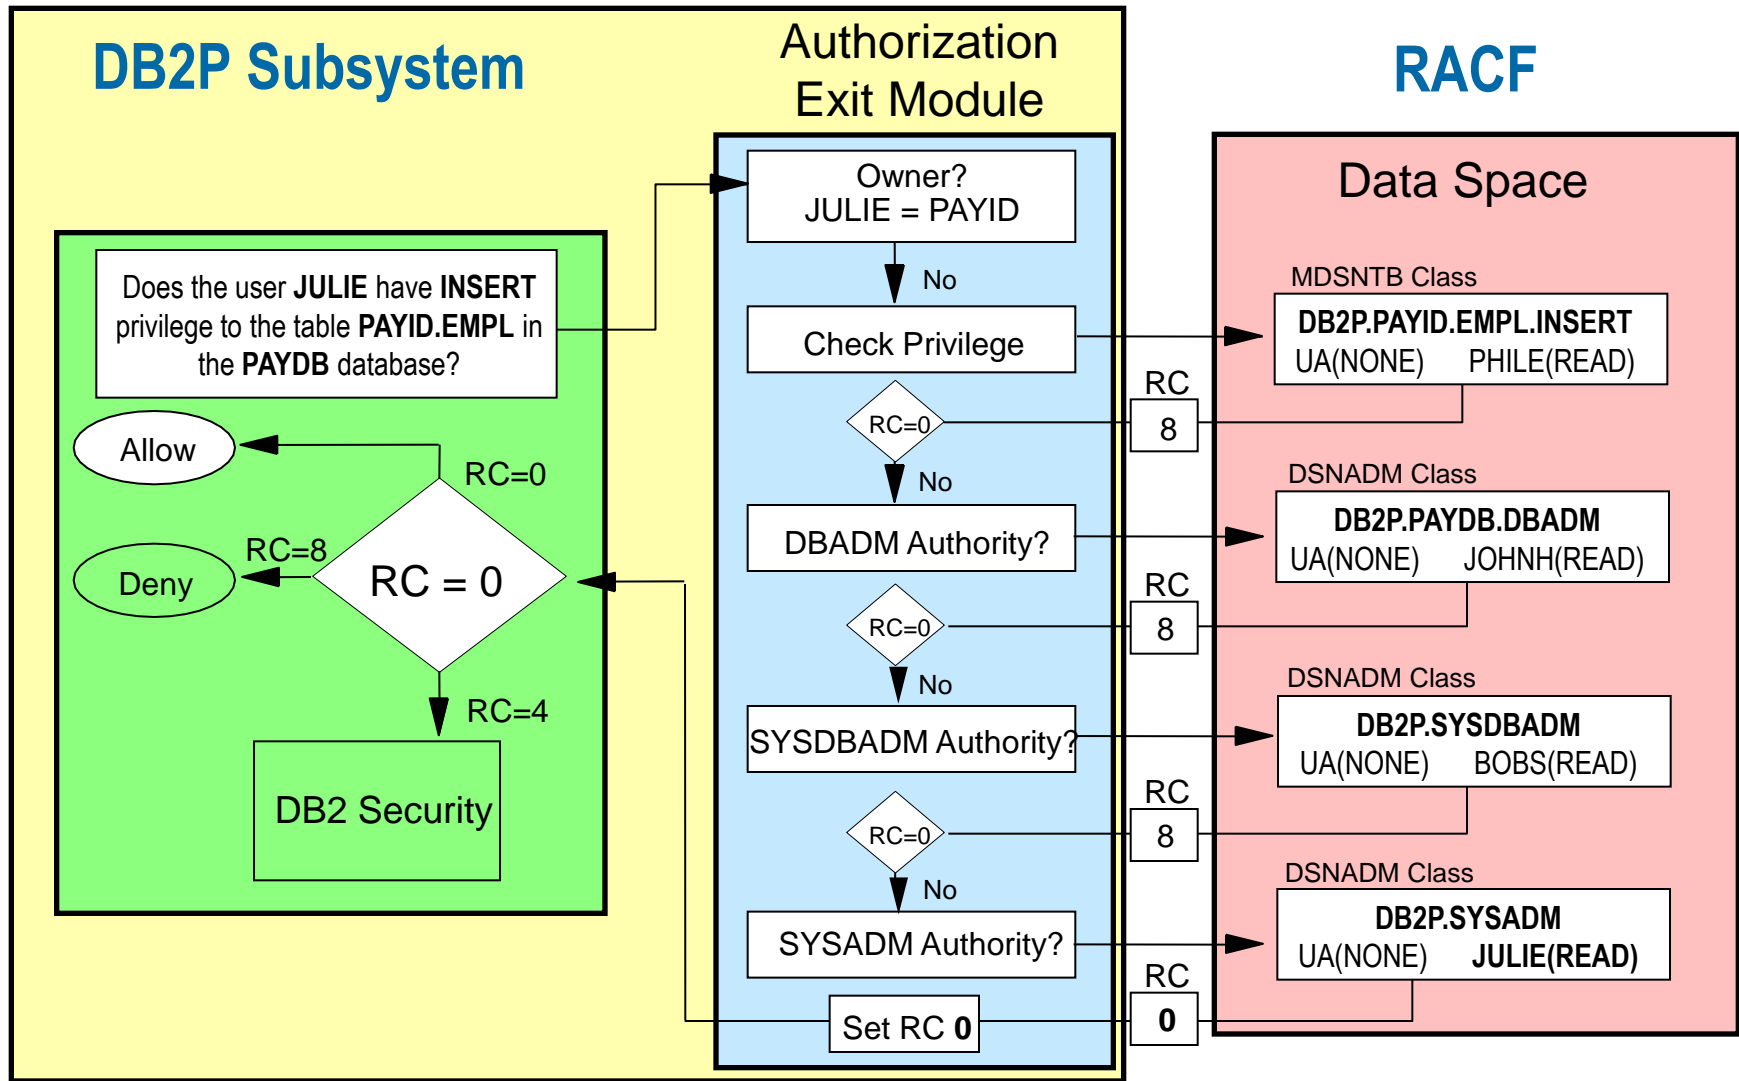 DB2P Subsystem
Authorization
Exit Module
RACF
Does the user JULIE have INSERT
privilege to the table PAYID.EMPL in
the PAYDB database?
Allow
RC=0
RC=8
Deny
RC = 0
RC=4
DB2 Security
Owner?
JULIE = PAYID
No
Check Privilege
RC=0
No
DBADM Authority?
RC=0
No
SYSDBADM Authority?
RC=0
No
SYSADM Authority?
Set RC 0
RC
8
RC
8
RC
8
RC
0
Data Space
MDSNTB Class
DB2P.PAYID.EMPL.INSERT
UA(NONE) PHILE(READ)
DSNADM Class
DB2P.PAYDB.DBADM
UA(NONE) JOHNH(READ)
DSNADM Class
DB2P.SYSDBADM
UA(NONE) BOBS(READ)
DSNADM Class
DB2P.SYSADM
UA(NONE) JULIE(READ)